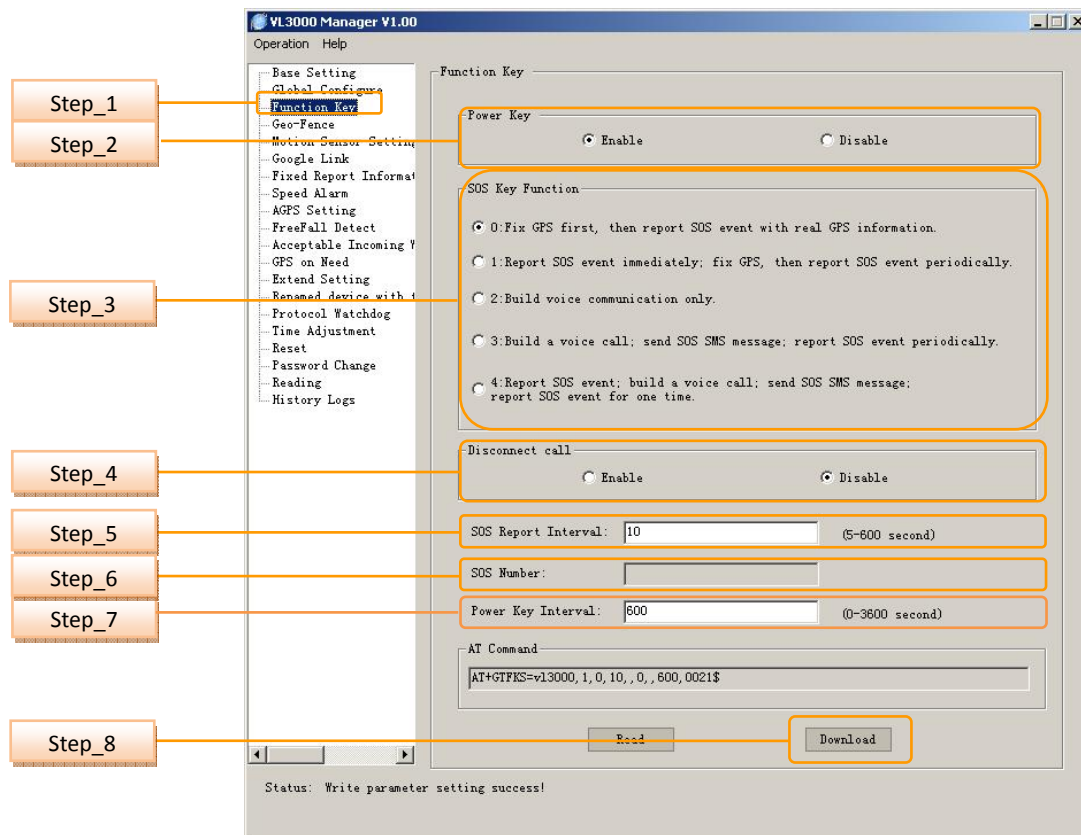 VL3000 Manager V1.00
Operation Help
Base Setting
Global Configure
Function Key
Geo-Fence
Motion Sensor Setting
Google Link
Fixed Report Informat
Speed Alarm
AGPS Setting
FreeFall Detect
Acceptable Incoming W
GPS on Need
Extend Setting
Renamed device with
Protocol Watchdog
Time Adjustment
Reset
Password Change
Reading
History Logs
Step_1
Step_2
Step_3
Step_4
Step_5
Step_6
Step_7
Step_8
Function Key
Power Key
Enable Disable
SOS Key Function
0:Fix GPS first, then report SOS event with real GPS information.
1:Report SOS event immediately; fix GPS, then report SOS event periodically.
2:Build voice communication only.
3:Build a voice call; send SOS SMS message; report SOS event periodically.
4:Report SOS event; build a voice call; send SOS SMS message;
report SOS event for one time.
Disconnect call
Enable Disable
SOS Report Interval: 10 (5-600 second)
SOS Number:
Power Key Interval: 600 (0-3600 second)
AT Command
AT+GTFKS=vl3000,1,0,10,,0,,600,0021$
Read Download
Status: Write parameter setting success!